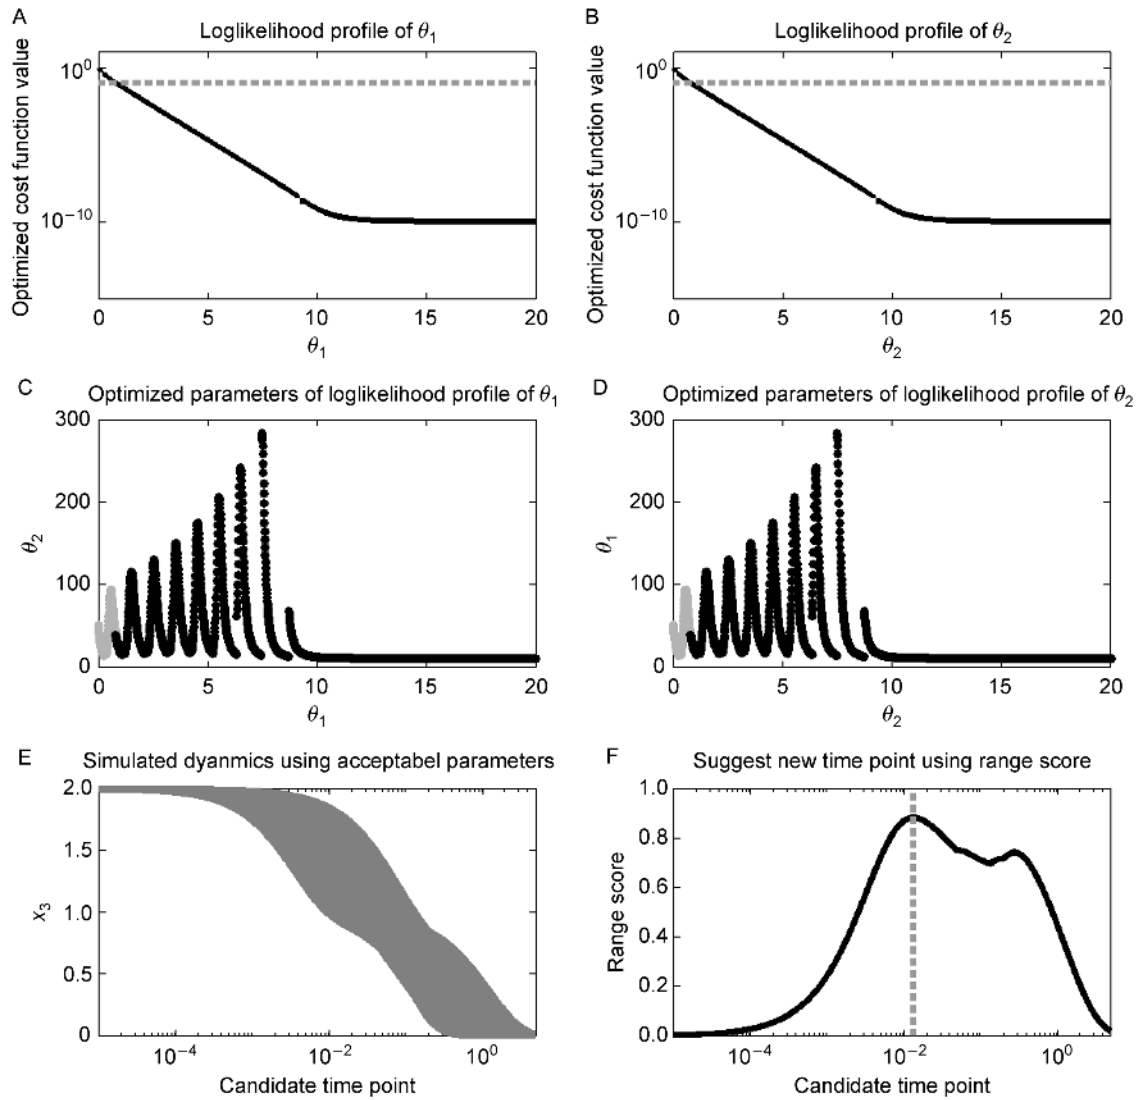 A
Loglikelihood profile of θ1
Optimized cost function value
10^0
10^−10
0 5 10 15 20
θ1
B
Loglikelihood profile of θ2
Optimized cost function value
10^0
10^−10
0 5 10 15 20
θ2
C
Optimized parameters of loglikelihood profile of θ1
θ2
300
200
100
0
0 5 10 15 20
θ1
D
Optimized parameters of loglikelihood profile of θ2
θ1
300
200
100
0
0 5 10 15 20
θ2
E
Simulated dyanmics using acceptabel parameters
x3
2.0
1.5
1.0
0.5
0
10^−4 10^−2 10^0
Candidate time point
F
Suggest new time point using range score
Range score
1.0
0.8
0.6
0.4
0.2
0.0
10^−4 10^−2 10^0
Candidate time point